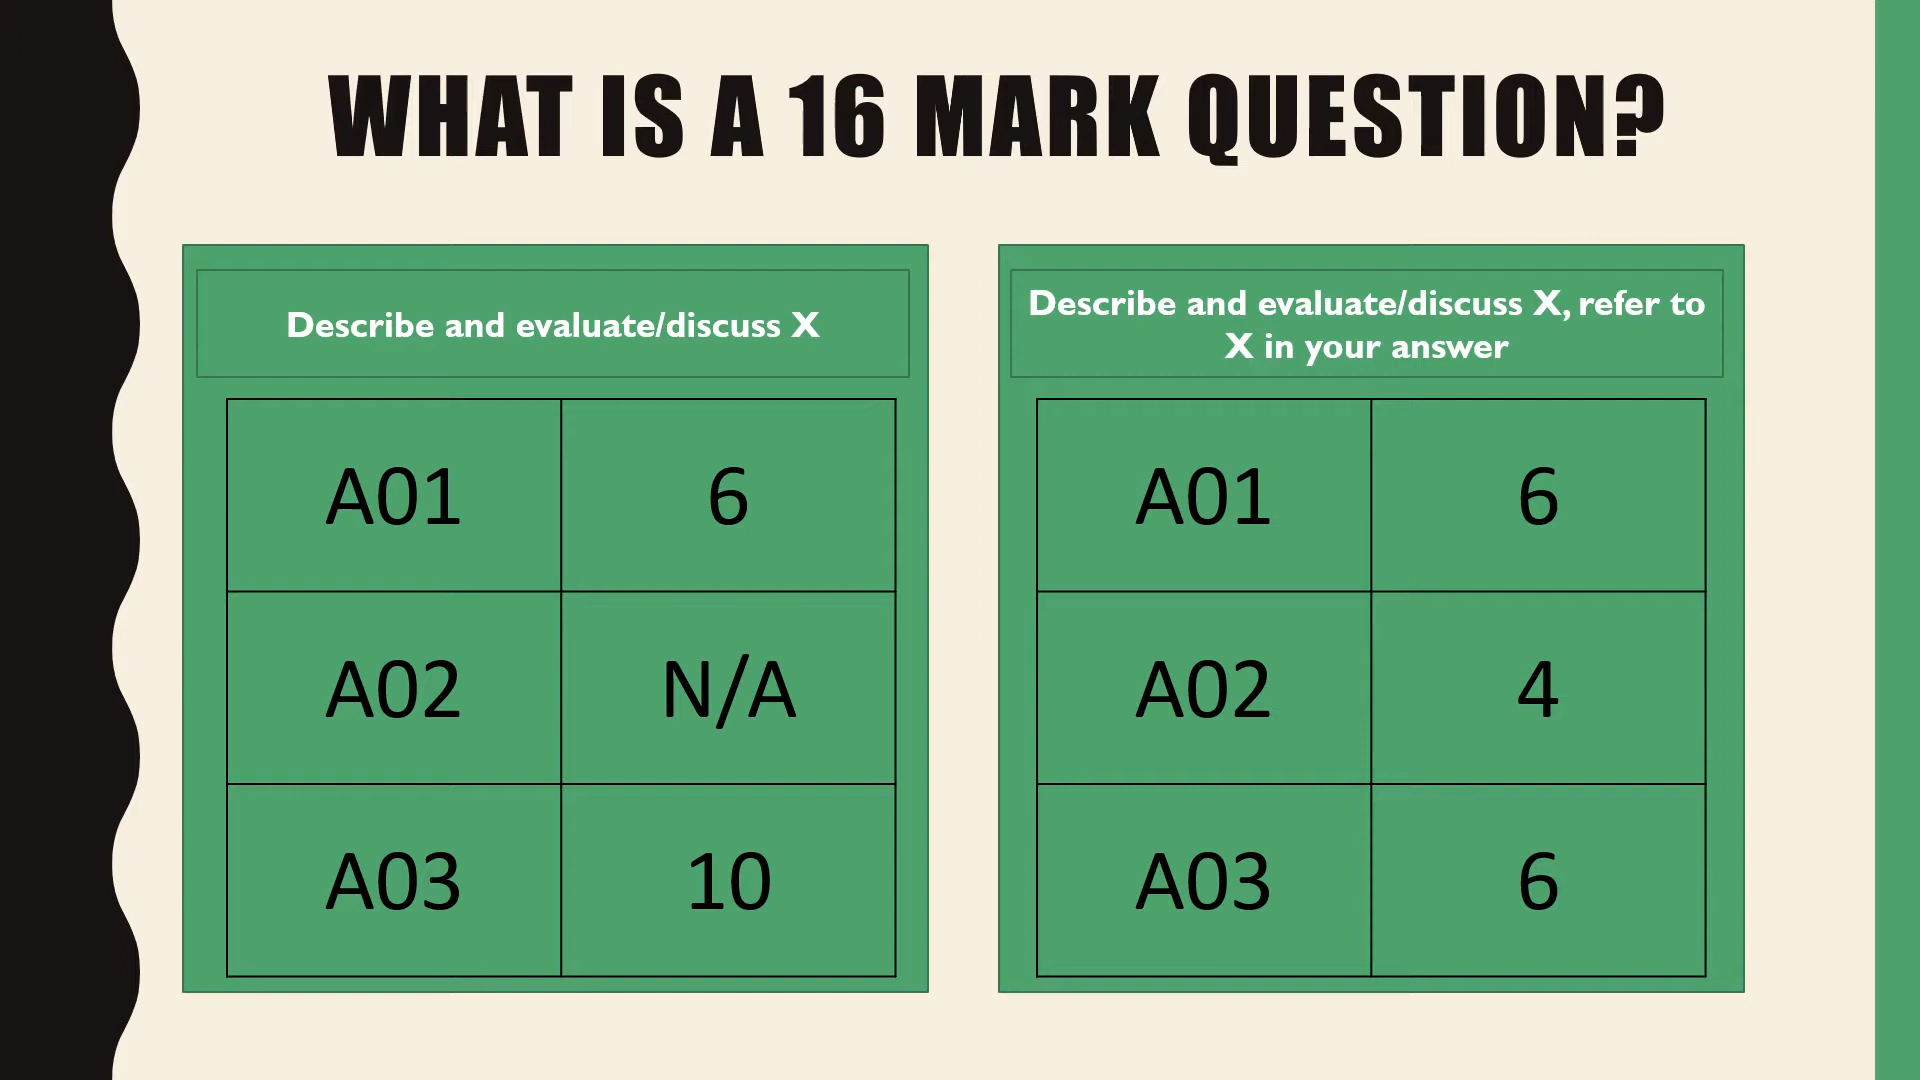 WHAT IS A 16 MARK QUESTION?
Describe and evaluate/discuss X
A01 6
A02 N/A
A03 10
Describe and evaluate/discuss X, refer to
X in your answer
A01 6
A02 4
A03 6